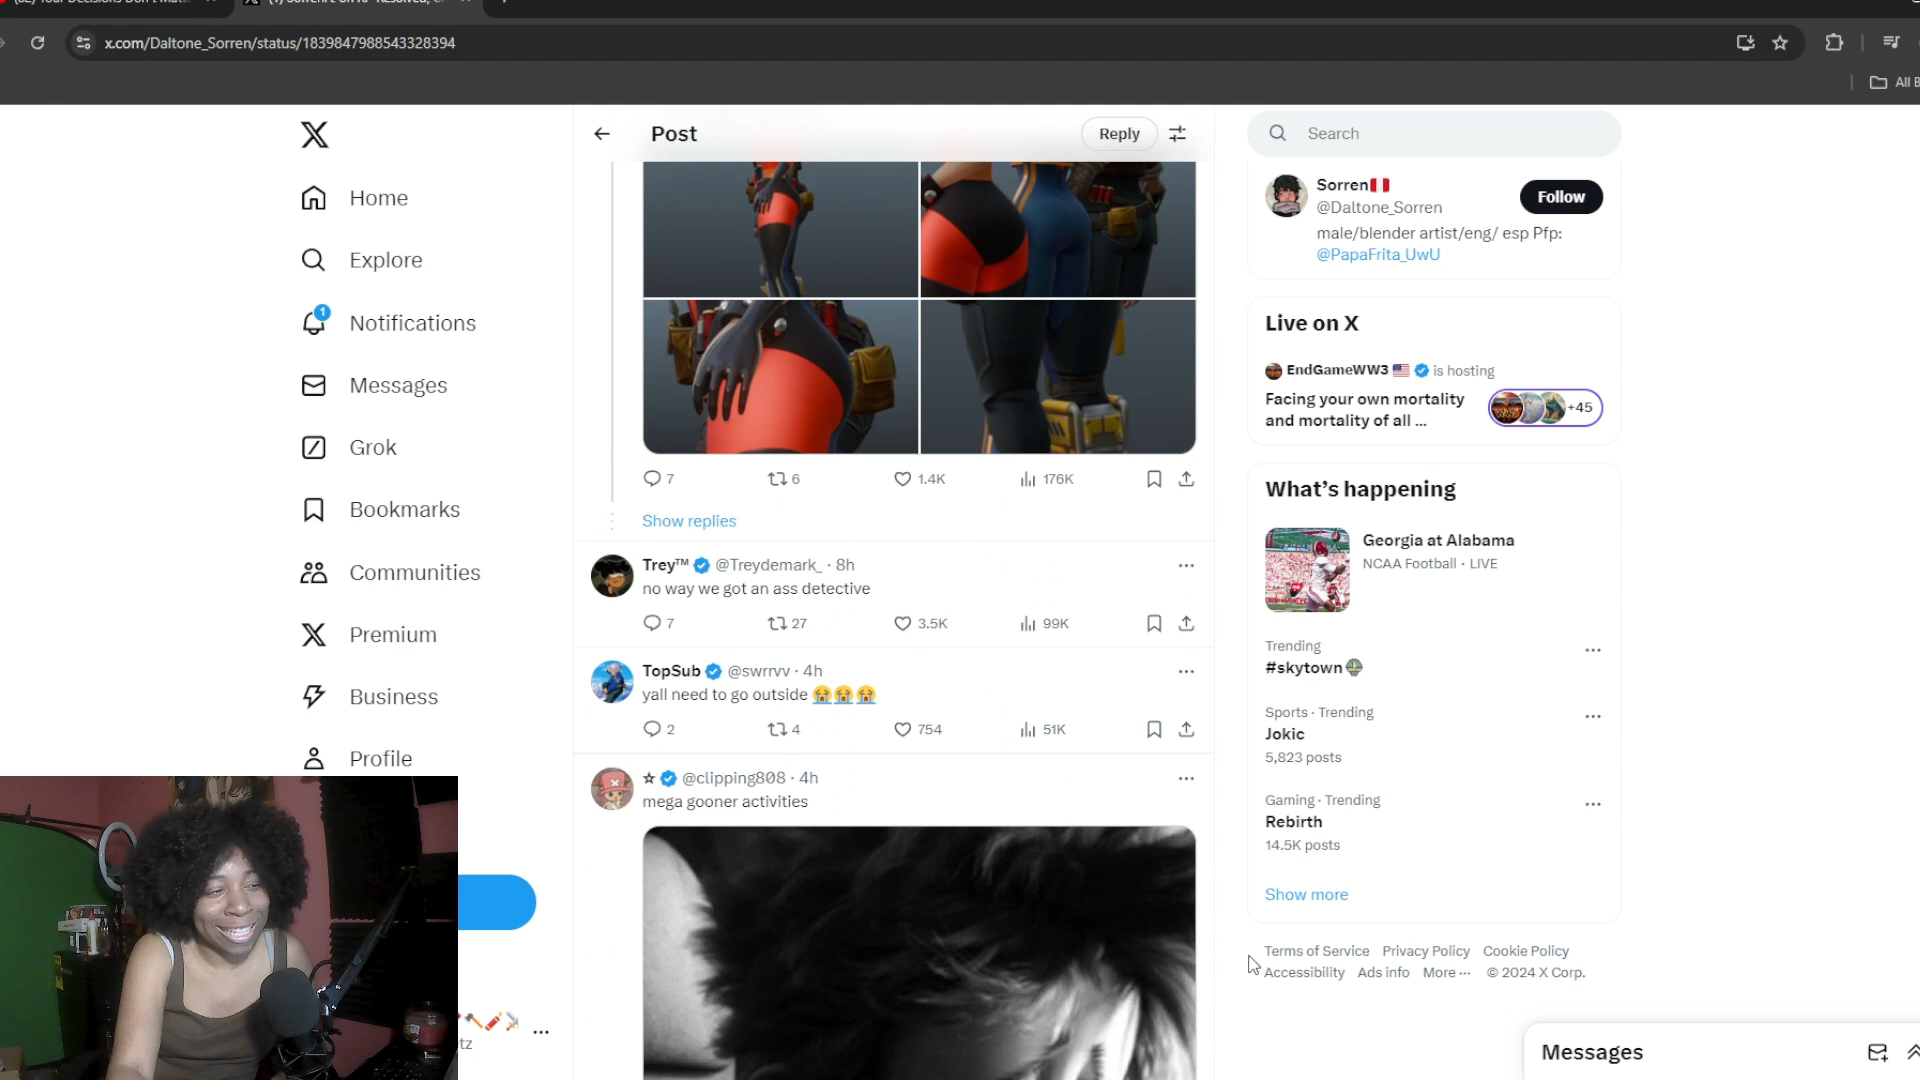 x.com/Daltone_Sorren/status/1839847988543328394
All B
Post
Reply
Home
Explore
1
Notifications
Messages
Grok
Bookmarks
Communities
Premium
Business
Profile
tz
7
6
1.4K
176K
Show replies
Trey™ @Treydemark_ · 8h
no way we got an ass detective
7
27
3.5K
99K
TopSub @swrrvv · 4h
yall need to go outside 😭😭😭
2
4
754
51K
☆ @clipping808 · 4h
mega gooner activities
Search
Sorren🇵🇪
@Daltone_Sorren
Follow
male/blender artist/eng/ esp Pfp:
@PapaFrita_UwU
Live on X
EndGameWW3 🇺🇸 is hosting
Facing your own mortality
and mortality of all ...
+45
What's happening
Georgia at Alabama
NCAA Football · LIVE
Trending
#skytown
Sports · Trending
Jokic
5,823 posts
Gaming · Trending
Rebirth
14.5K posts
Show more
Terms of Service Privacy Policy Cookie Policy
Accessibility Ads info More ··· © 2024 X Corp.
Messages